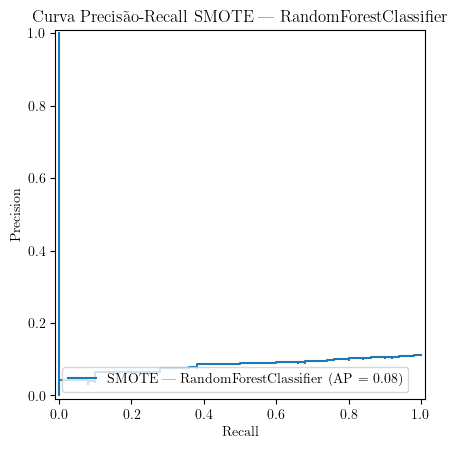 Curva Precisão-Recall SMOTE — RandomForestClassifier
1.0
0.8
0.6
0.4
0.2
0.0
Precision
SMOTE — RandomForestClassifier (AP = 0.08)
0.0 0.2 0.4 0.6 0.8 1.0
Recall